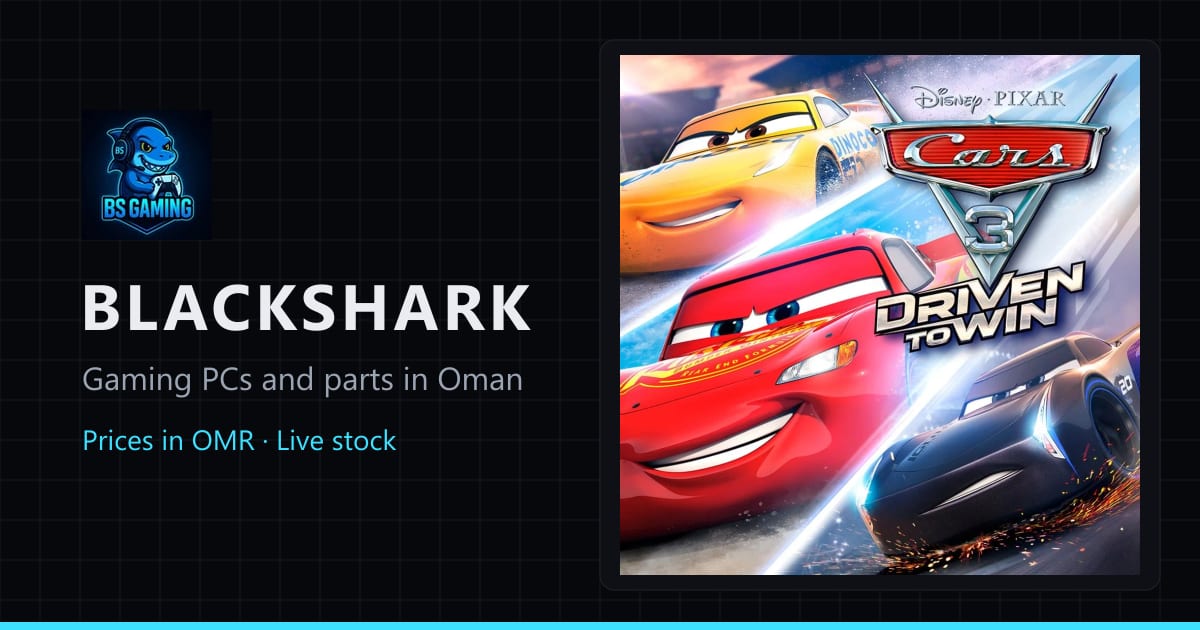 BS
BS GAMING
BLACKSHARK
Gaming PCs and parts in Oman
Prices in OMR · Live stock
Disney · PIXAR
Cars
3
DRIVEN
TO WIN
DINOCO
20